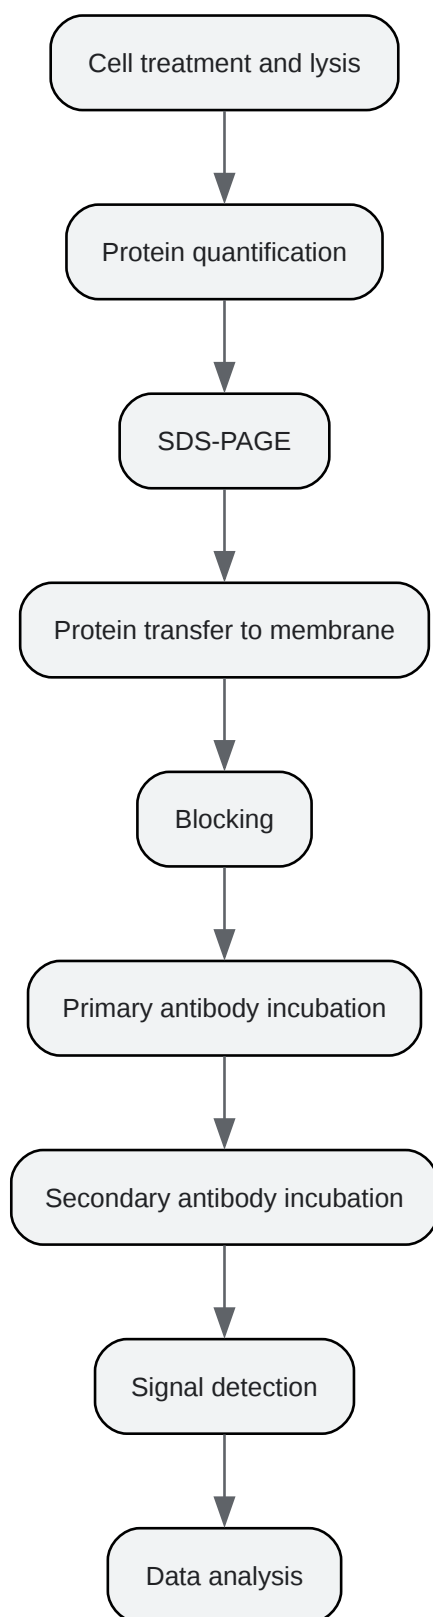 Cell treatment and lysis
Protein quantification
SDS-PAGE
Protein transfer to membrane
Blocking
Primary antibody incubation
Secondary antibody incubation
Signal detection
Data analysis